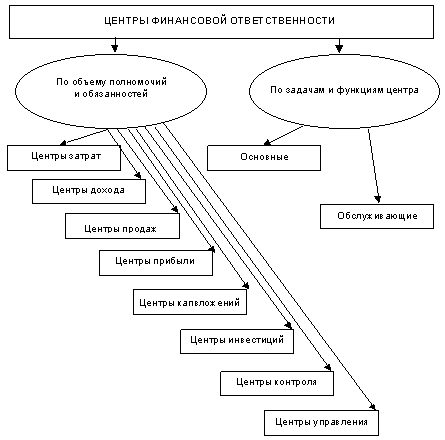 ЦЕНТРЫ ФИНАНСОВОЙ ОТВЕТСТВЕННОСТИ
По объему полномочий
и обязанностей
По задачам и функциям центра
Центры затрат
Основные
Центры дохода
Обслуживающие
Центры продаж
Центры прибыли
Центры капвложений
Центры инвестиций
Центры контроля
Центры управления